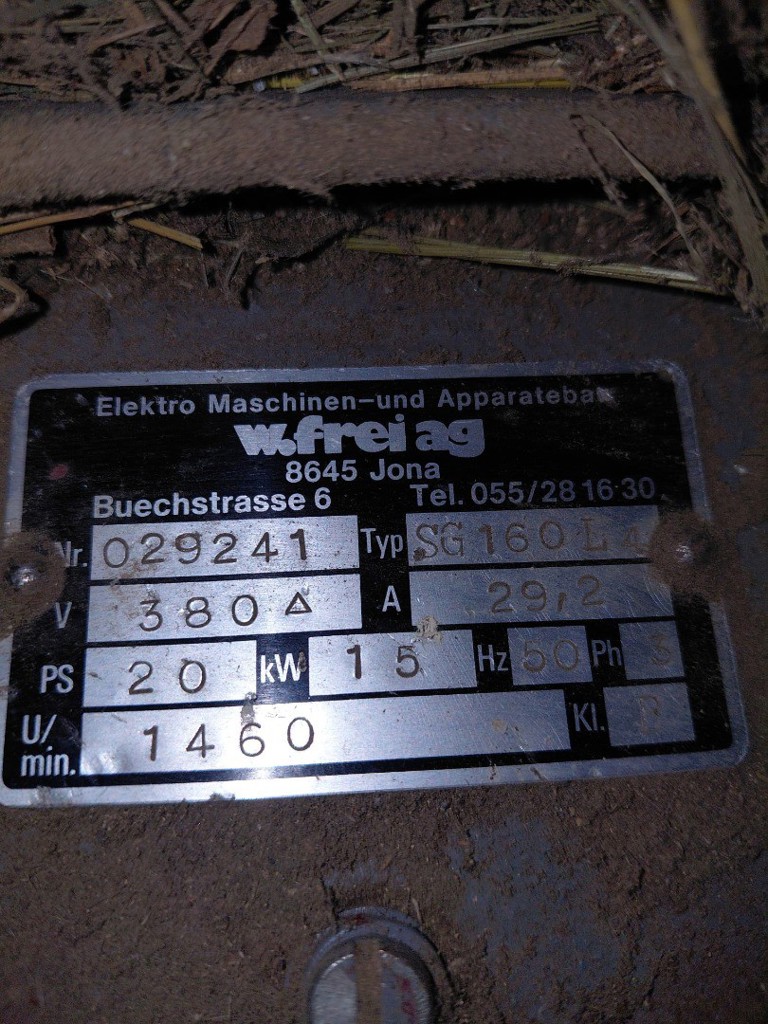 Elektro Maschinen-und Apparatebau
w.frei ag
8645 Jona
Buechstrasse 6 Tel. 055/28 16 30
Nr. 029241 Typ SG160L
V 380 Δ A 29,2
PS 20 kW 15 Hz 50 Ph 3
U/min. 1460 Kl.